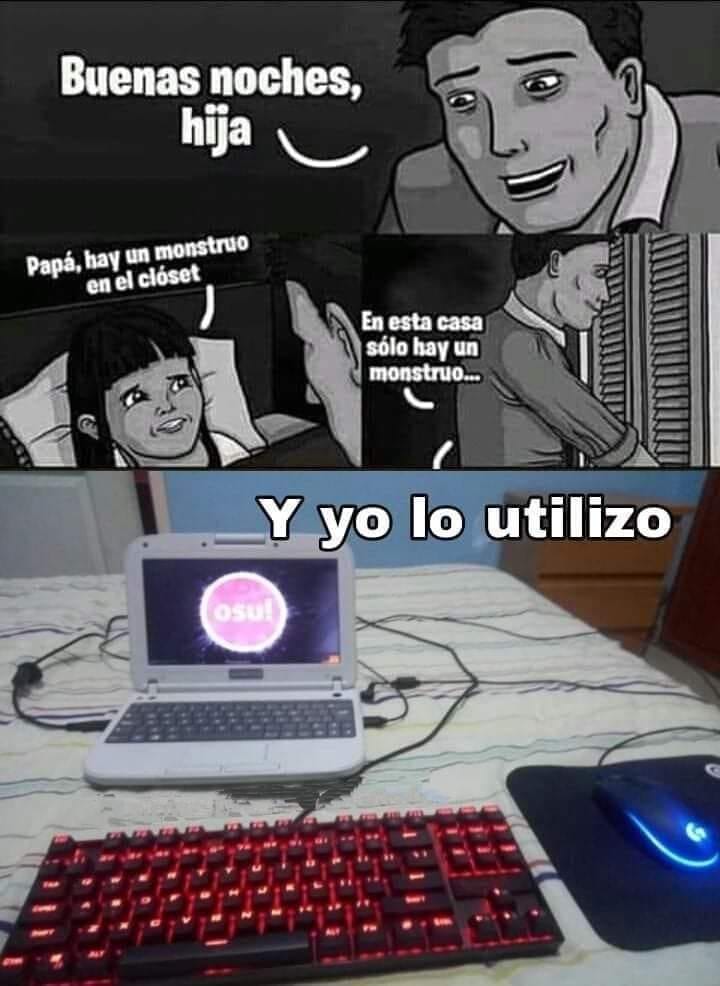 Buenas noches,
hija
Papá, hay un monstruo
en el clóset
En esta casa
sólo hay un
monstruo...
Y yo lo utilizo
osu!